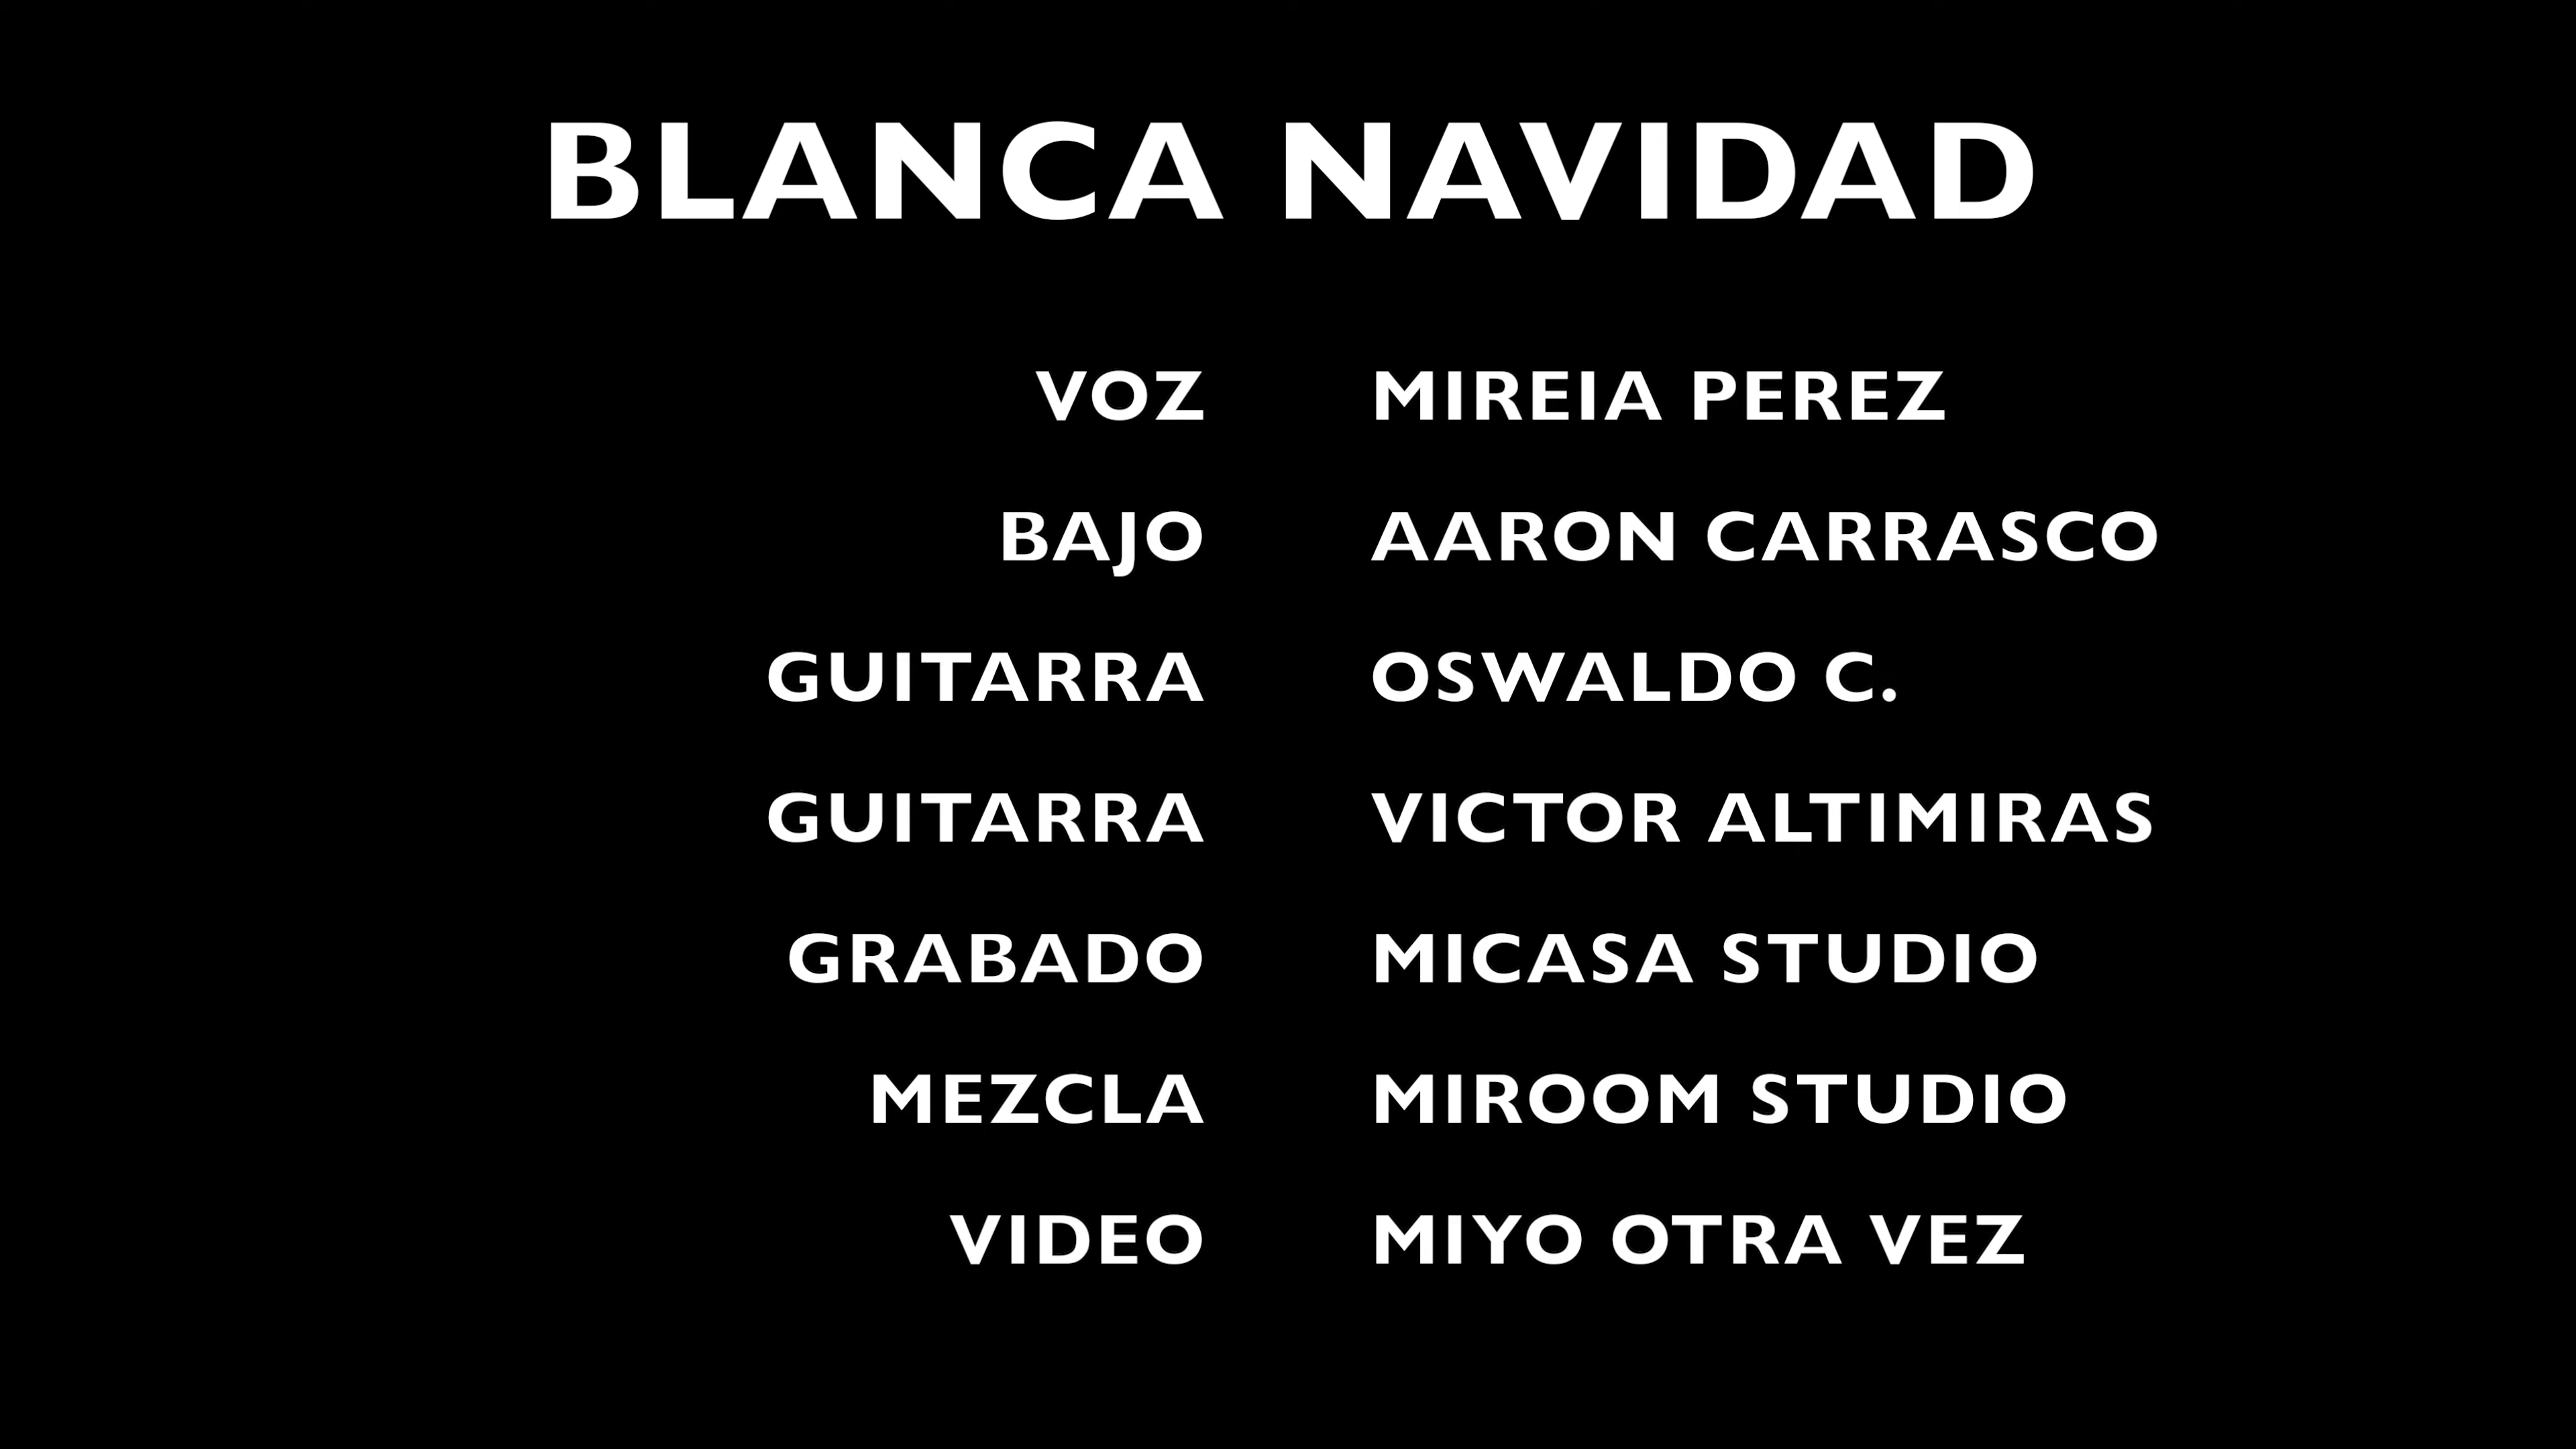 BLANCA NAVIDAD
VOZ MIREIA PEREZ
BAJO AARON CARRASCO
GUITARRA OSWALDO C.
GUITARRA VICTOR ALTIMIRAS
GRABADO MICASA STUDIO
MEZCLA MIROOM STUDIO
VIDEO MIYO OTRA VEZ